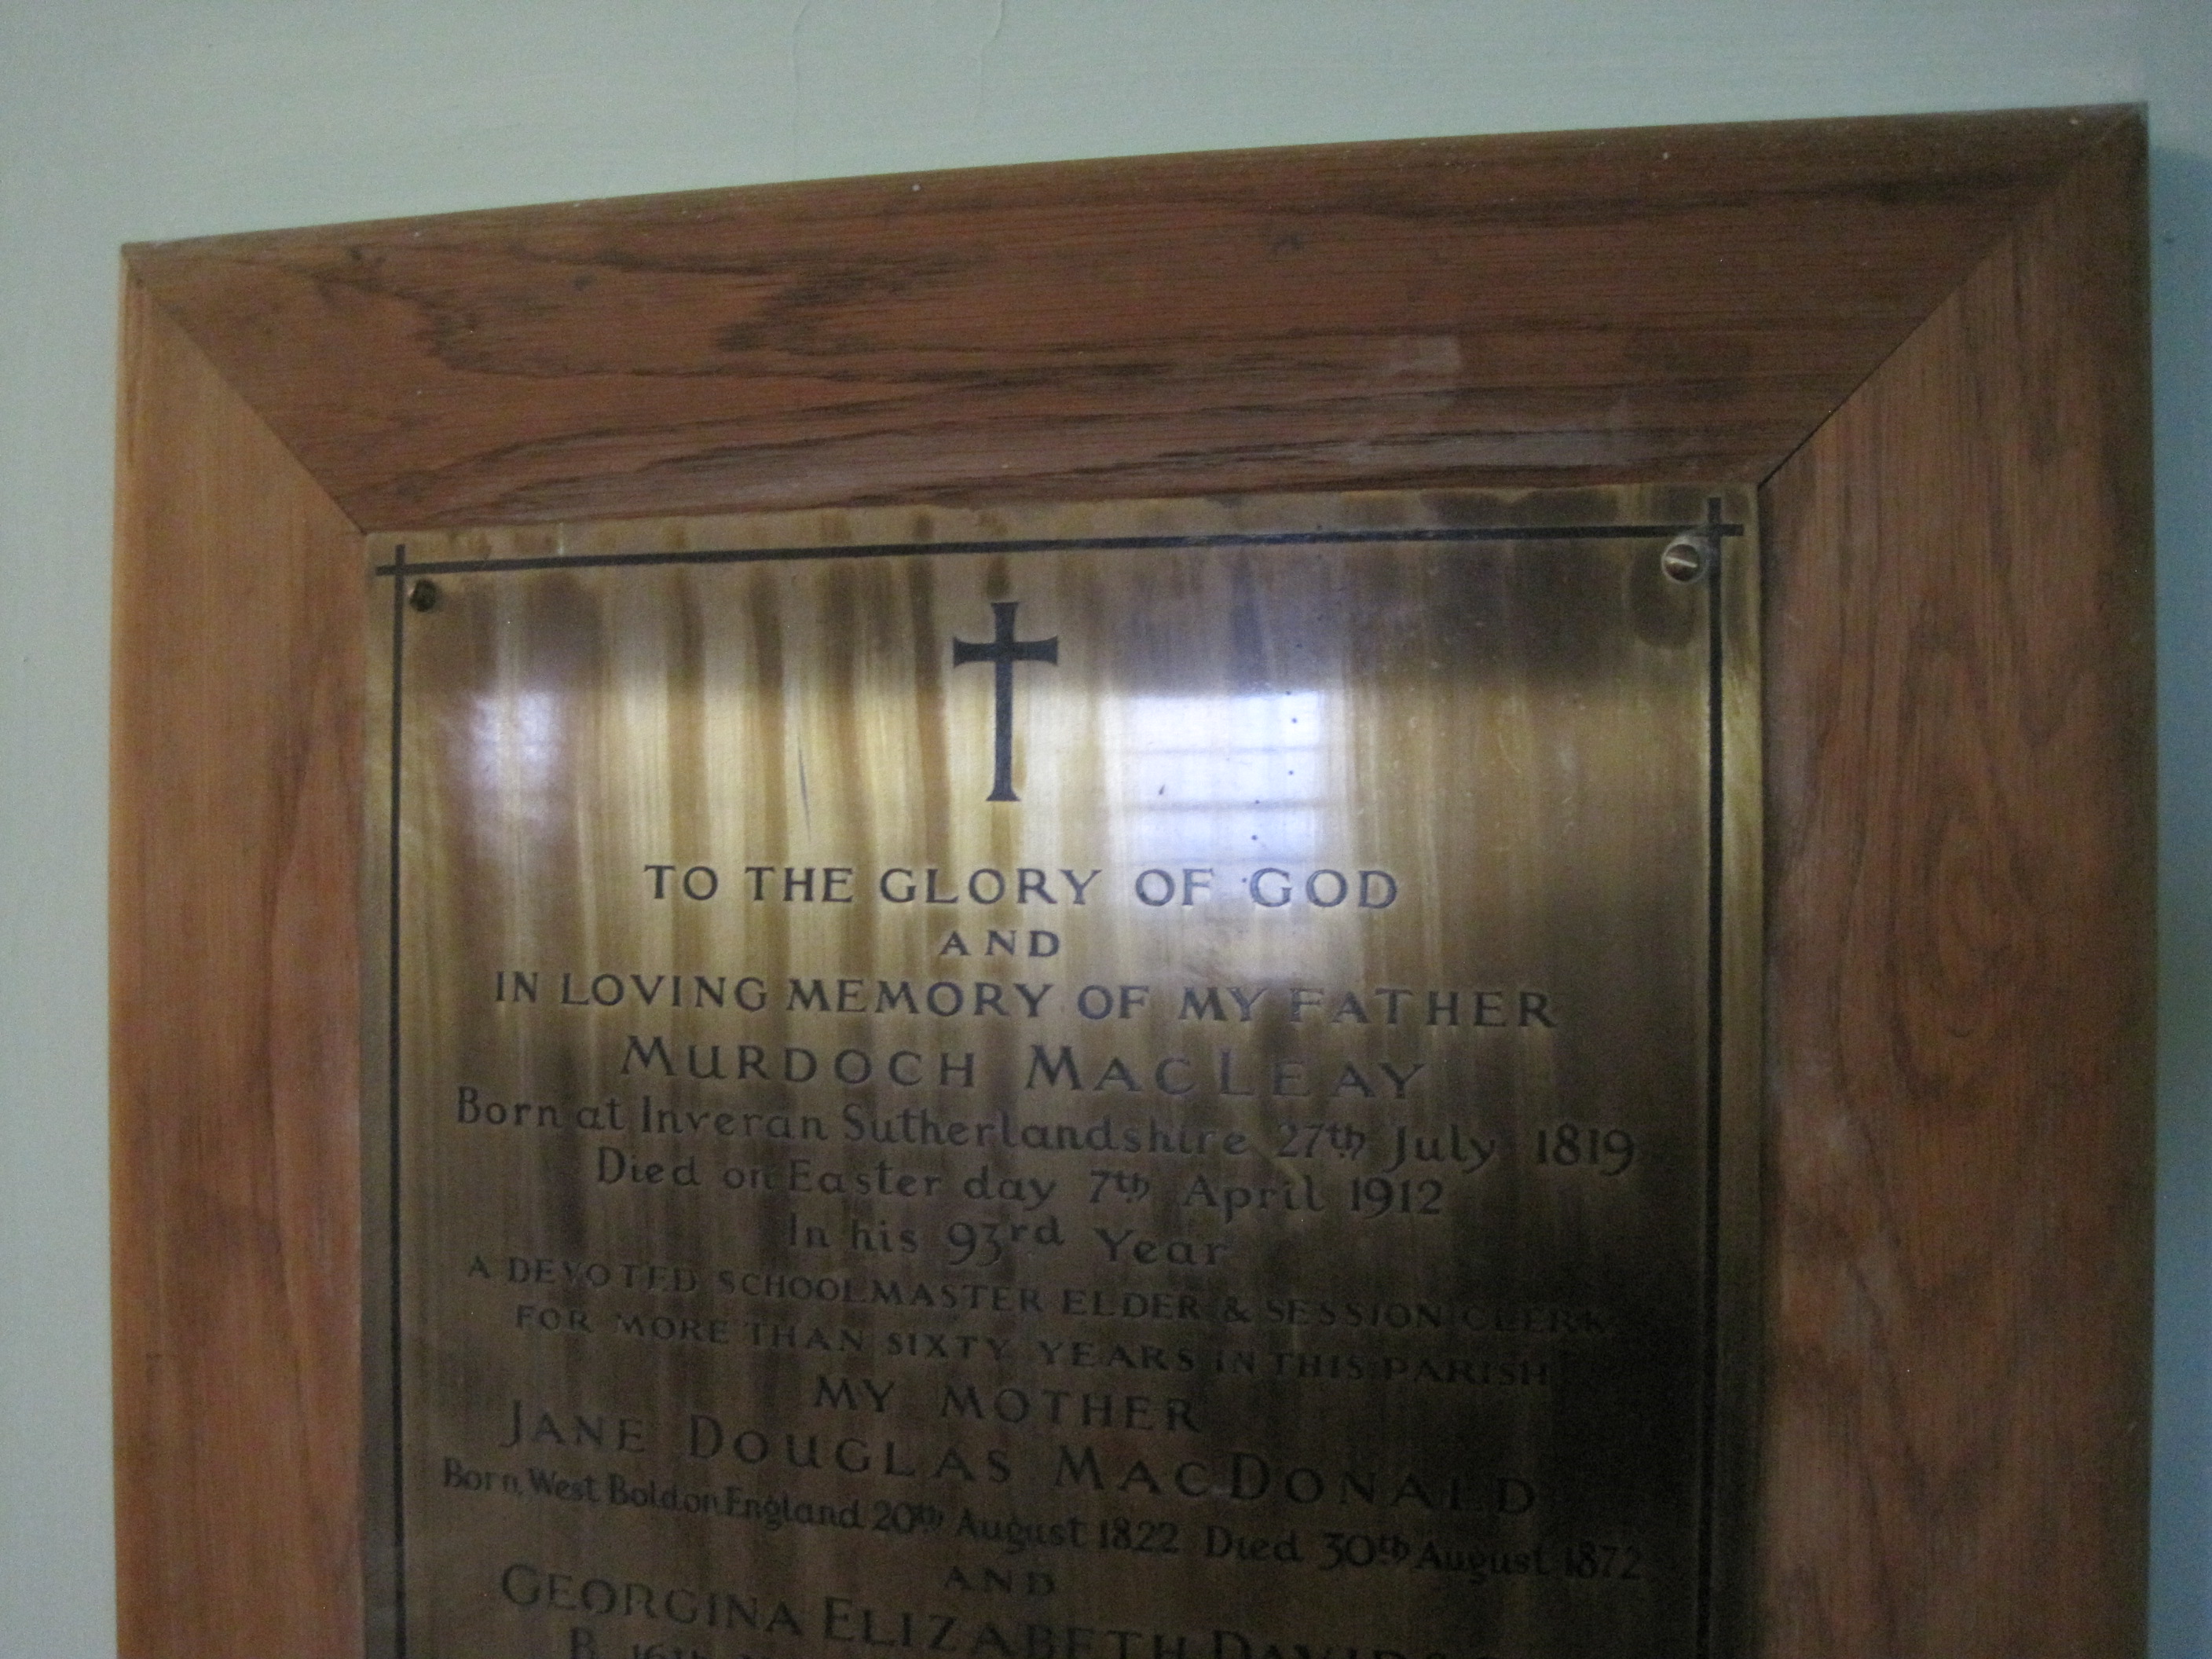 TO THE GLORY OF GOD
AND
IN LOVING MEMORY OF MY FATHER
MURDOCH MACLEAY
Born at Inveran Sutherlandshire 27th July 1819
Died on Easter day 7th April 1912
In his 93rd Year
A DEVOTED SCHOOLMASTER ELDER & SESSION CLERK
FOR MORE THAN SIXTY YEARS IN THIS PARISH
MY MOTHER
JANE DOUGLAS MACDONALD
Born West Boldon England 20th August 1822 Died 30th August 1872
AND
GEORGINA ELIZABETH